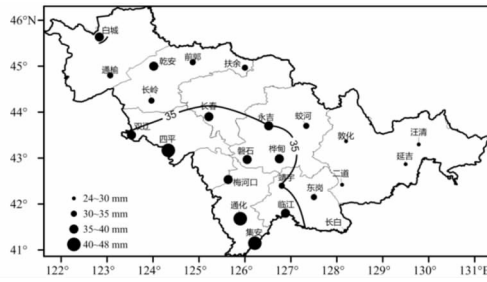 46°N
白城
乾安
前郭
扶余
45°
通榆
长岭
44°
35
长春
永吉
蛟河
双辽
四平
35
敦化
汪清
43°
磐石
桦甸
延吉
梅河口
靖宇
二道
东岗
42°
24~30 mm
30~35 mm
35~40 mm
40~48 mm
通化
临江
长白
集安
41°
122° 123° 124° 125° 126° 127° 128° 129° 130° 131°E